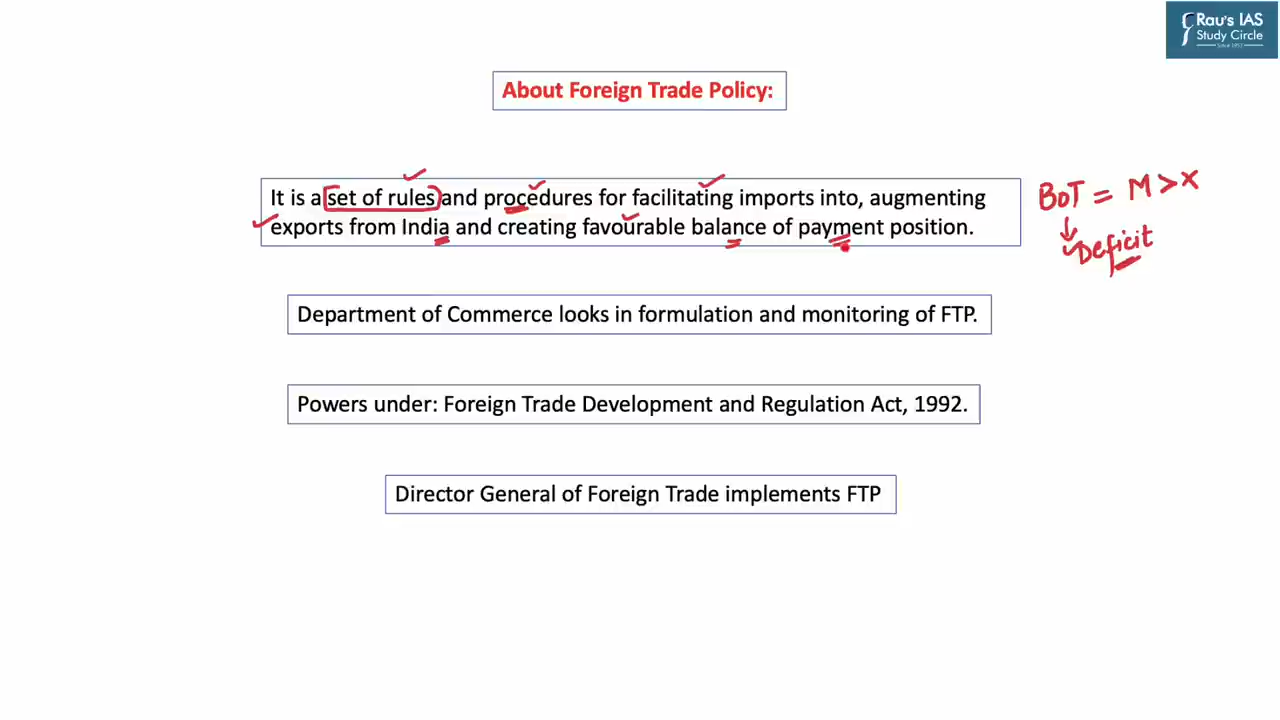 Rau's IAS
Study Circle
Since 1953
About Foreign Trade Policy:
It is a set of rules and procedures for facilitating imports into, augmenting
exports from India and creating favourable balance of payment position.
BoT = M > X
Deficit
Department of Commerce looks in formulation and monitoring of FTP.
Powers under: Foreign Trade Development and Regulation Act, 1992.
Director General of Foreign Trade implements FTP